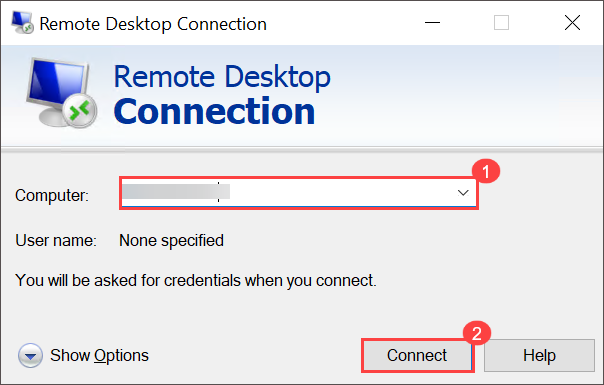 Remote Desktop Connection
Remote Desktop
Connection
1
Computer:
User name: None specified
You will be asked for credentials when you connect.
2
Show Options
Connect
Help